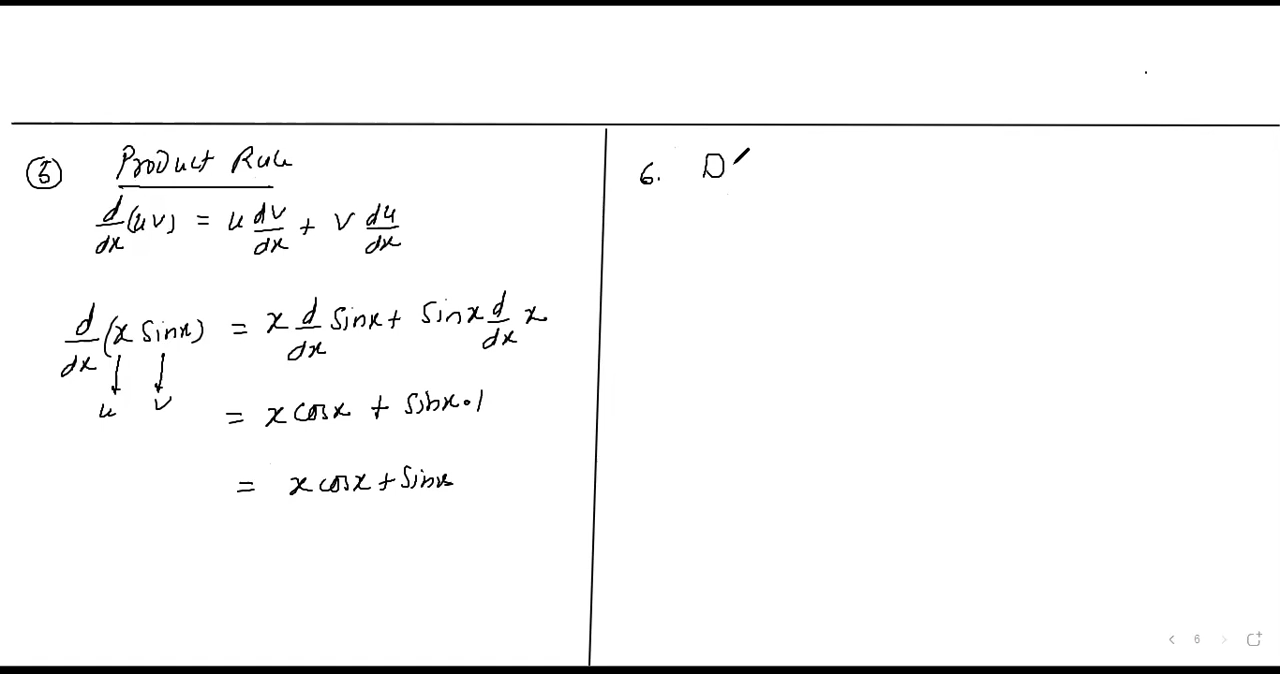 ⑤ Product Rule
d/dx (uv) = u dv/dx + v du/dx
d/dx (x sinx) = x d/dx sinx + sinx d/dx x
u v
= x cosx + sinx·1
= x cosx + sinx
6. D
6